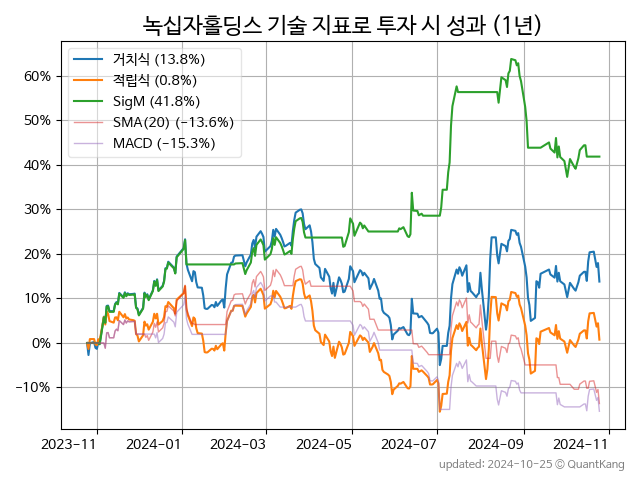 녹십자홀딩스 기술 지표로 투자 시 성과 (1년)
거치식 (13.8%)
적립식 (0.8%)
SigM (41.8%)
SMA(20) (−13.6%)
MACD (−15.3%)
60%
50%
40%
30%
20%
10%
0%
−10%
2023−11 2024−01 2024−03 2024−05 2024−07 2024−09 2024−11
updated: 2024-10-25 © QuantKang